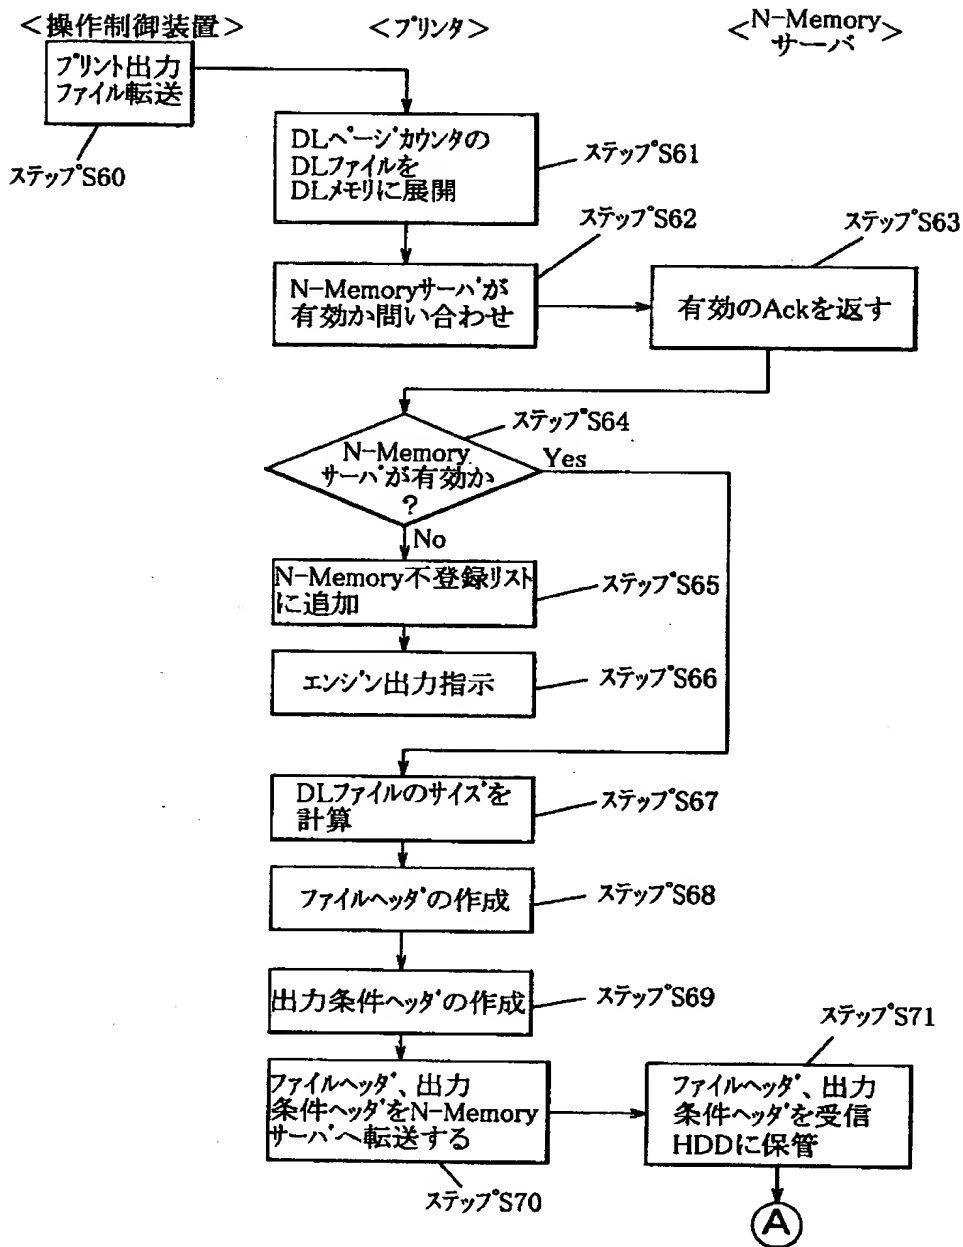 <操作制御装置>
<プリンタ>
<N-Memory
サーバ>
プリント出力
ファイル転送
ステップS60
DLページカウンタの
DLファイルを
DLメモリに展開
ステップS61
ステップS62
ステップS63
N-Memoryサーバが
有効か問い合わせ
有効のAckを返す
ステップS64
N-Memory
サーバが有効か
?
Yes
No
N-Memory不登録リスト
に追加
ステップS65
エンジン出力指示
ステップS66
DLファイルのサイズを
計算
ステップS67
ファイルヘッダの作成
ステップS68
出力条件ヘッダの作成
ステップS69
ステップS71
ファイルヘッダ、出力
条件ヘッダをN-Memory
サーバへ転送する
ファイルヘッダ、出力
条件ヘッダを受信
HDDに保管
ステップS70
A